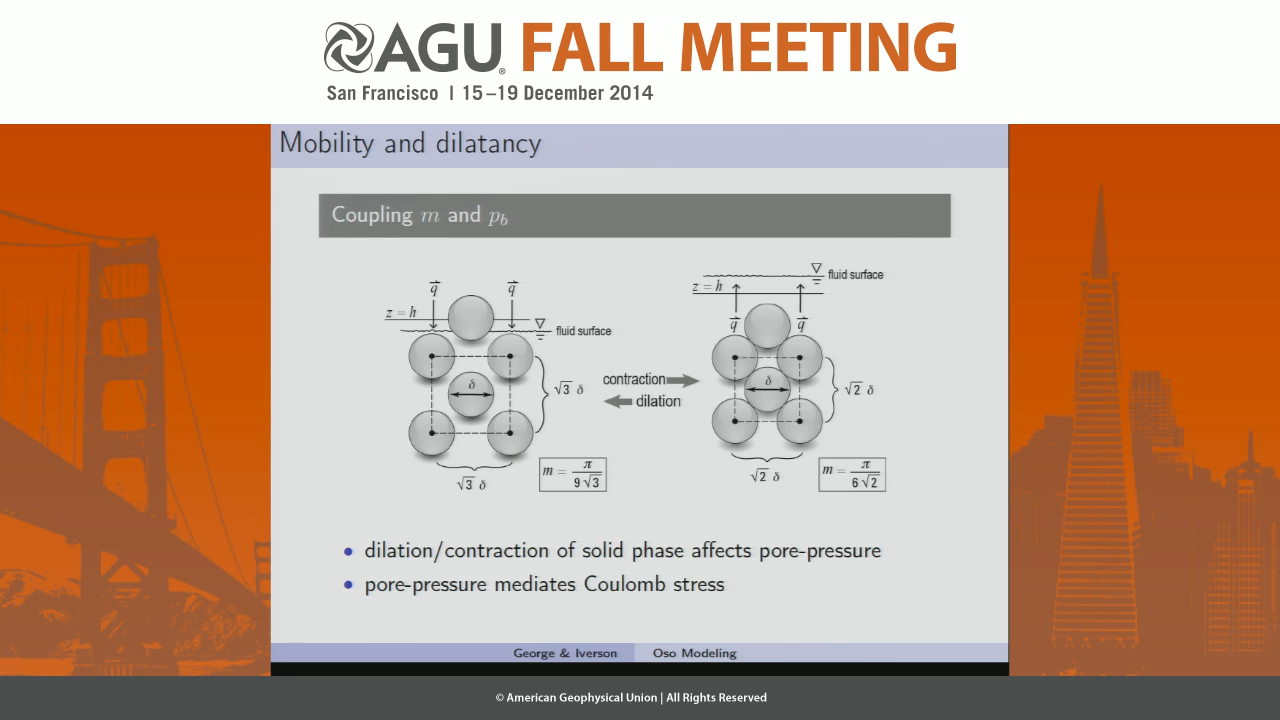 AGU FALL MEETING
San Francisco | 15–19 December 2014
Mobility and dilatancy
Coupling m and p_b
q⃗ q⃗
z = h
fluid surface
δ
√3 δ
√3 δ
m = π / 9√3
contraction
dilation
fluid surface
z = h
q⃗ q⃗
δ
√2 δ
√2 δ
m = π / 6√2
• dilation/contraction of solid phase affects pore-pressure
• pore-pressure mediates Coulomb stress
George & Iverson Oso Modeling
© American Geophysical Union | All Rights Reserved